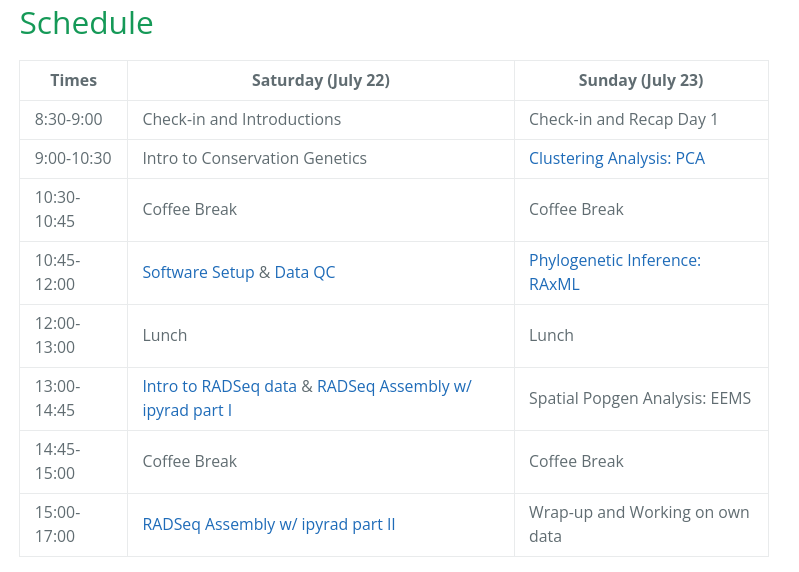 Schedule
Times Saturday (July 22) Sunday (July 23)
8:30-9:00 Check-in and Introductions Check-in and Recap Day 1
9:00-10:30 Intro to Conservation Genetics Clustering Analysis: PCA
10:30-
10:45
Coffee Break
Coffee Break
10:45-
12:00
Software Setup & Data QC
Phylogenetic Inference:
RAxML
12:00-
13:00
Lunch
Lunch
13:00-
14:45
Intro to RADSeq data & RADSeq Assembly w/
ipyrad part I
Spatial Popgen Analysis: EEMS
14:45-
15:00
Coffee Break
Coffee Break
15:00-
17:00
RADSeq Assembly w/ ipyrad part II
Wrap-up and Working on own
data